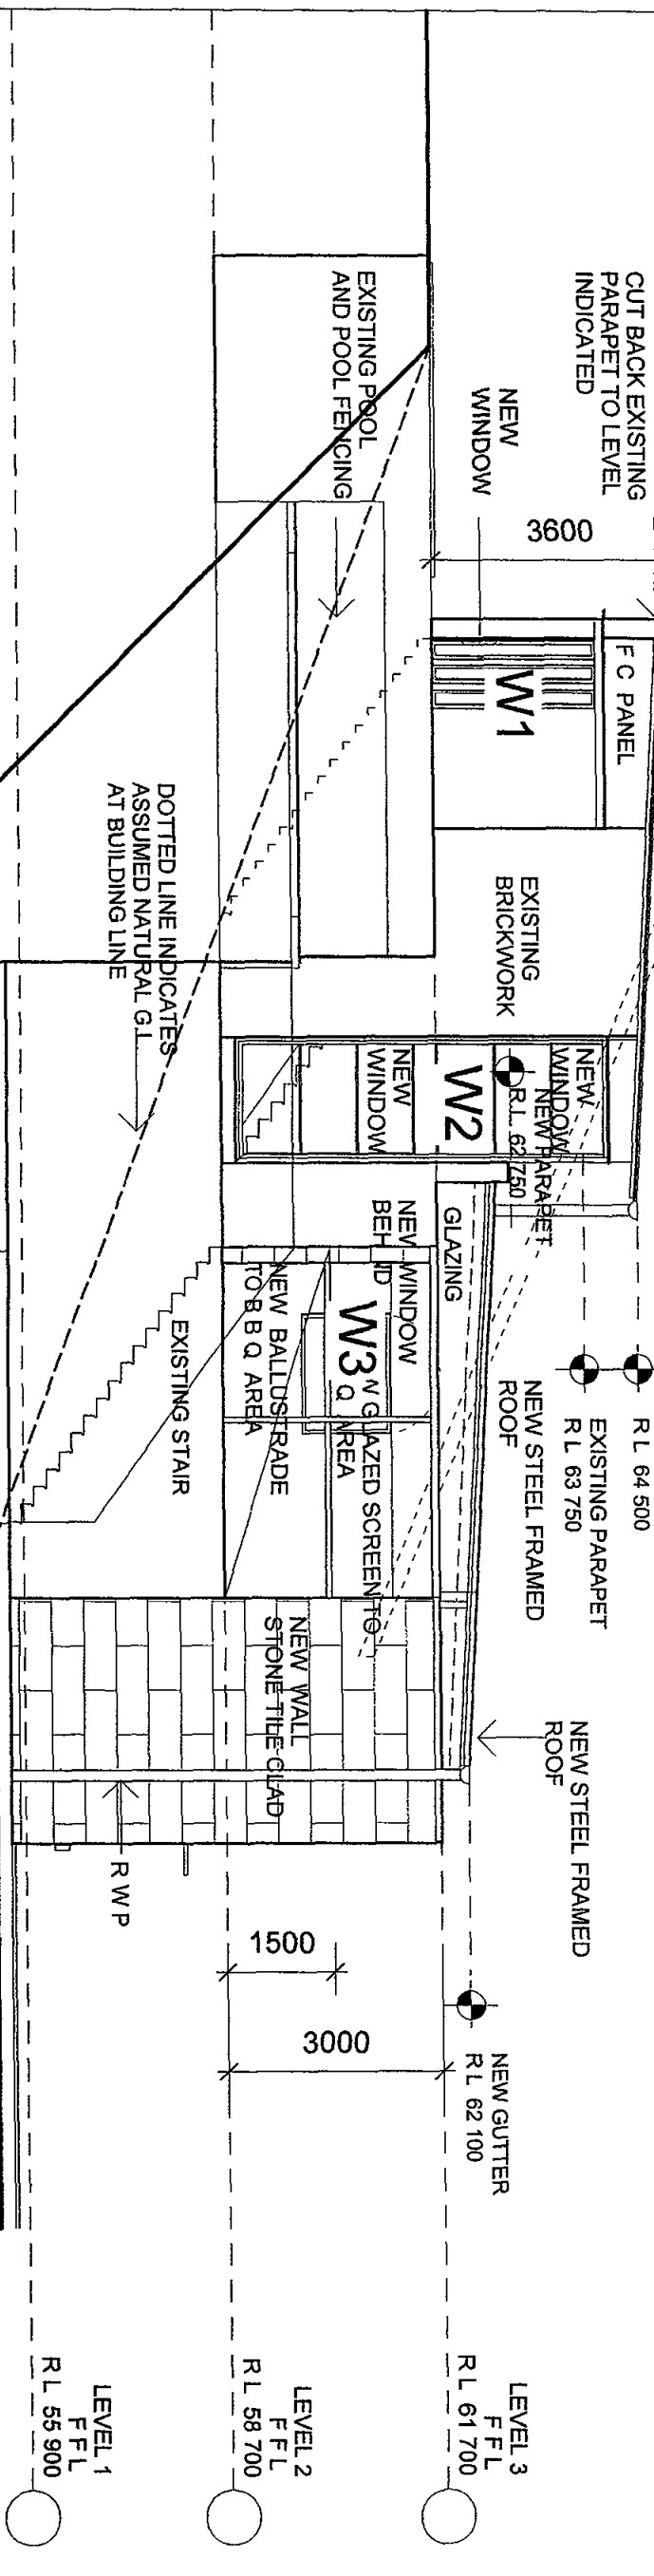 CUT BACK EXISTING
PARAPET TO LEVEL
INDICATED
NEW
WINDOW
EXISTING POOL
AND POOL FENCING
3600
F C PANEL
W1
EXISTING
BRICKWORK
DOTTED LINE INDICATES
ASSUMED NATURAL G L
AT BUILDING LINE
NEW
WINDOW
NEW PARAPET
R L 62 750
W2
NEW
WINDOW
GLAZING
NEW WINDOW
BEHIND
W3
GLAZED SCREEN TO
Q AREA
NEW BALLUSTRADE
TO B B Q AREA
EXISTING STAIR
R L 64 500
EXISTING PARAPET
R L 63 750
NEW STEEL FRAMED
ROOF
NEW WALL
STONE TILE CLAD
NEW STEEL FRAMED
ROOF
R W P
1500
3000
NEW GUTTER
R L 62 100
LEVEL 3
F F L
R L 61 700
LEVEL 2
F F L
R L 58 700
LEVEL 1
F F L
R L 55 900